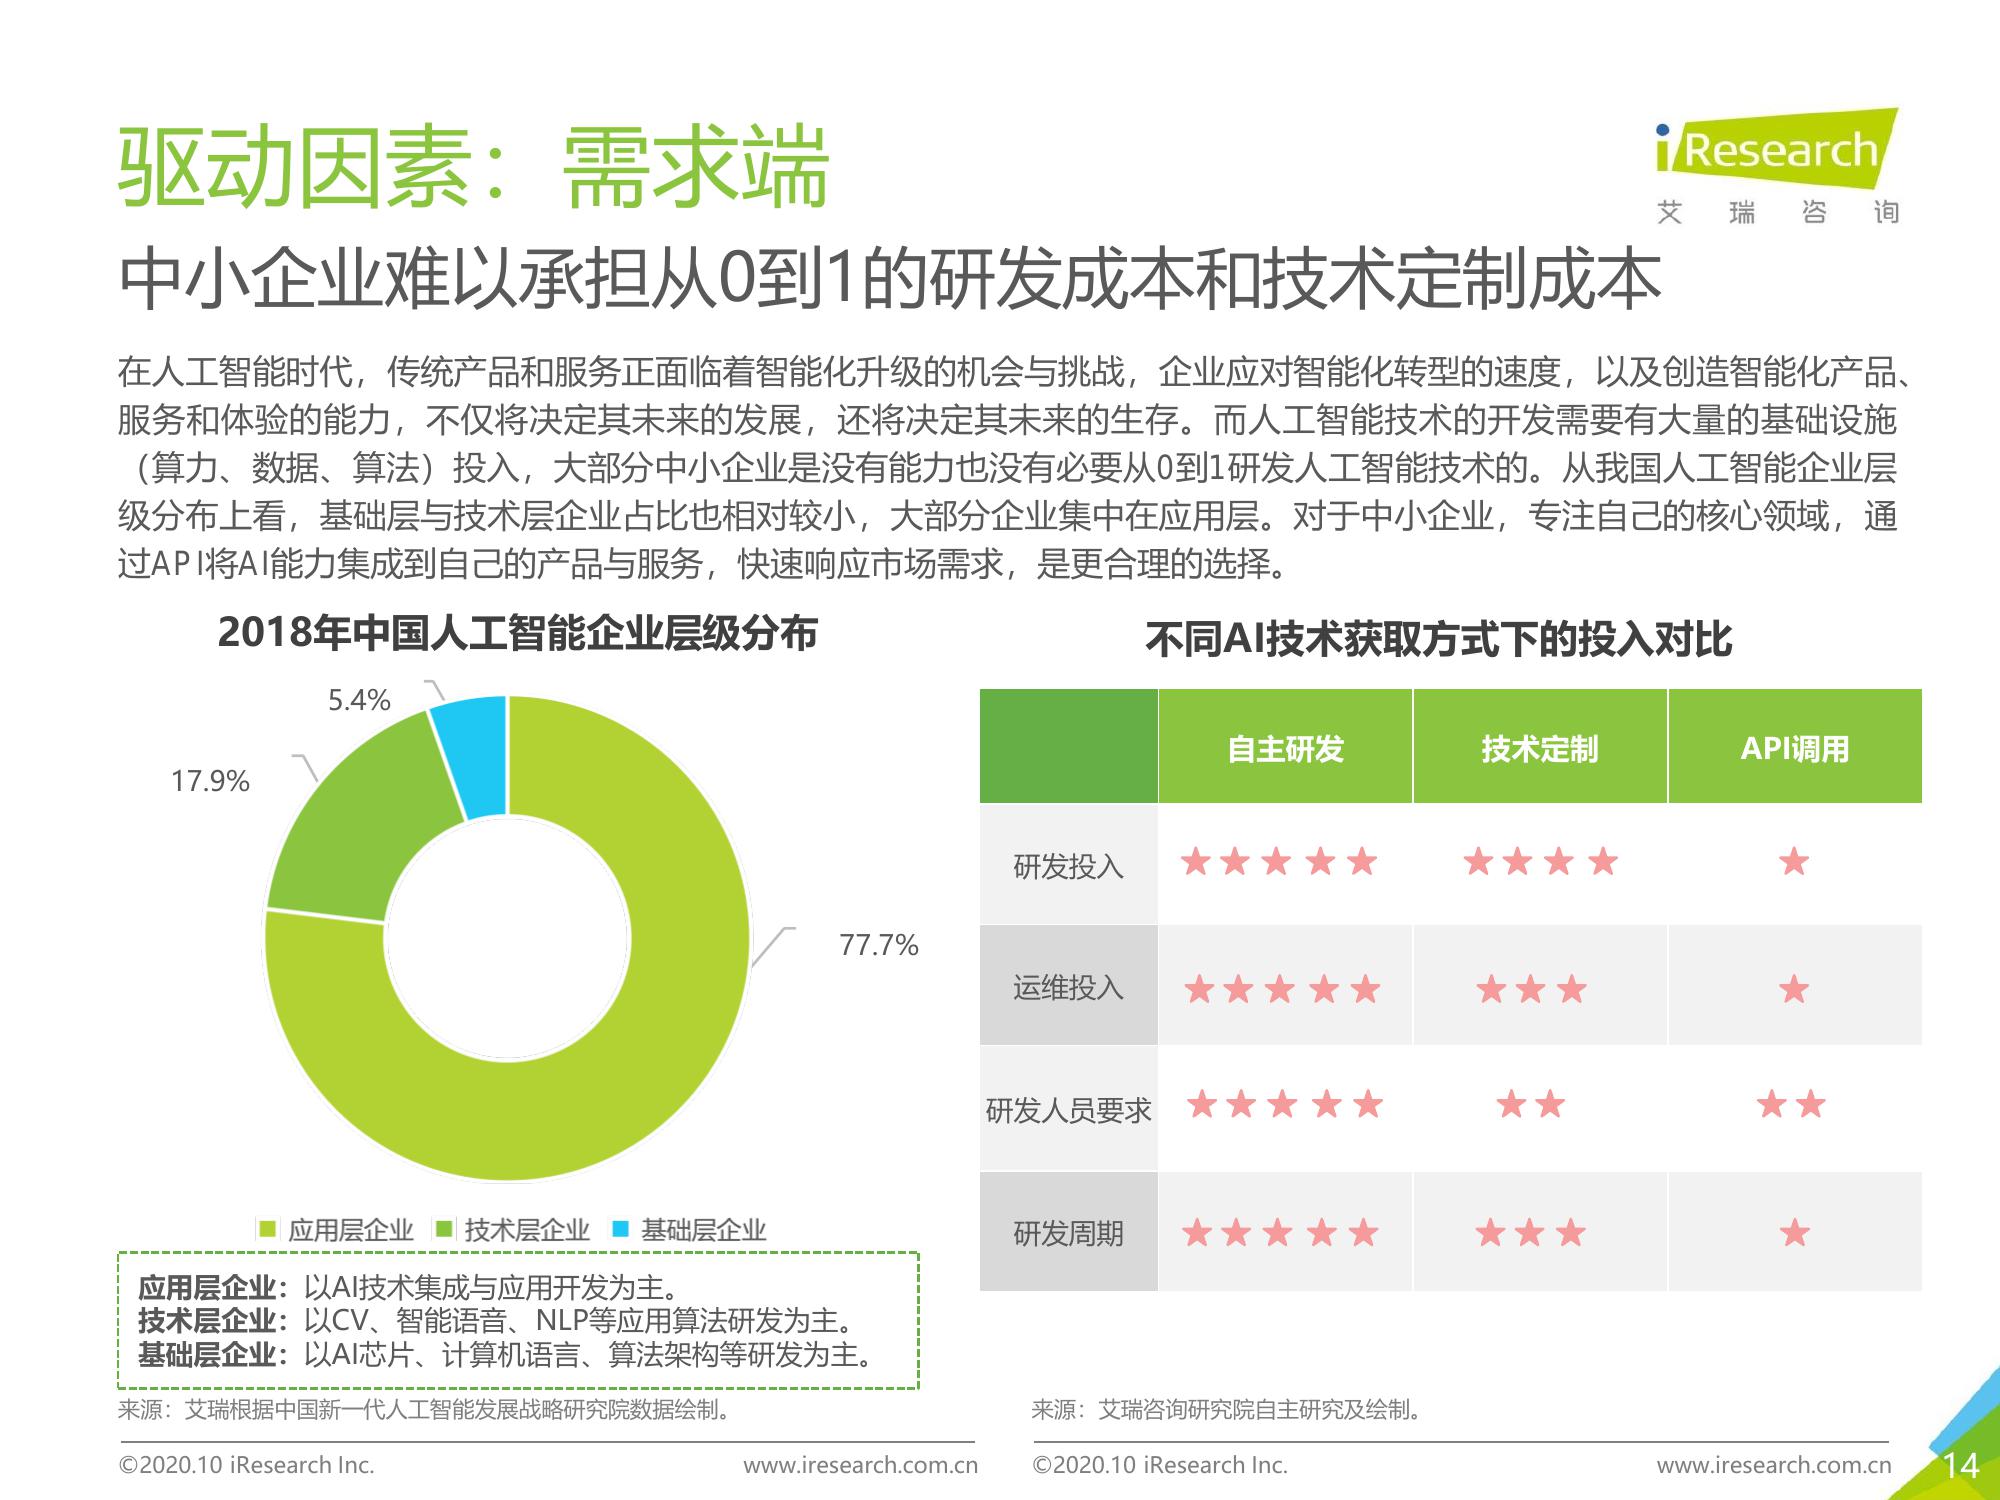 驱动因素：需求端
iResearch
艾瑞咨询
中小企业难以承担从0到1的研发成本和技术定制成本
在人工智能时代，传统产品和服务正面临着智能化升级的机会与挑战，企业应对智能化转型的速度，以及创造智能化产品、
服务和体验的能力，不仅将决定其未来的发展，还将决定其未来的生存。而人工智能技术的开发需要有大量的基础设施
（算力、数据、算法）投入，大部分中小企业是没有能力也没有必要从0到1研发人工智能技术的。从我国人工智能企业层
级分布上看，基础层与技术层企业占比也相对较小，大部分企业集中在应用层。对于中小企业，专注自己的核心领域，通
过API将AI能力集成到自己的产品与服务，快速响应市场需求，是更合理的选择。
2018年中国人工智能企业层级分布
5.4%
17.9%
77.7%
应用层企业 技术层企业 基础层企业
应用层企业：以AI技术集成与应用开发为主。
技术层企业：以CV、智能语音、NLP等应用算法研发为主。
基础层企业：以AI芯片、计算机语言、算法架构等研发为主。
来源：艾瑞根据中国新一代人工智能发展战略研究院数据绘制。
不同AI技术获取方式下的投入对比
自主研发 技术定制 API调用
研发投入 ★★★★★ ★★★★ ★
运维投入 ★★★★★ ★★★ ★
研发人员要求 ★★★★★ ★★ ★★
研发周期 ★★★★★ ★★★ ★
来源：艾瑞咨询研究院自主研究及绘制。
©2020.10 iResearch Inc. www.iresearch.com.cn
©2020.10 iResearch Inc. www.iresearch.com.cn
14